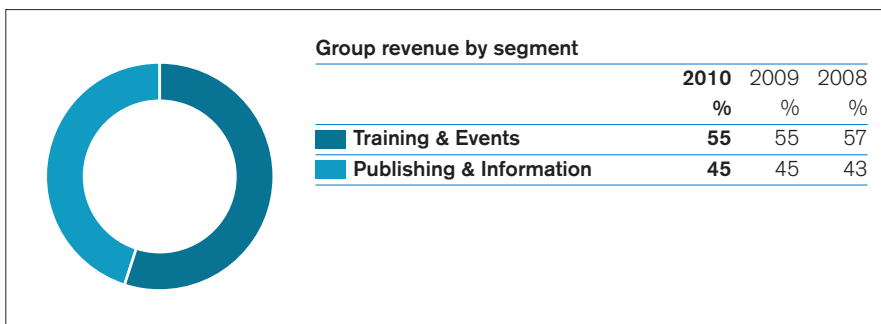 Group revenue by segment
2010 2009 2008
% % %
Training & Events 55 55 57
Publishing & Information 45 45 43